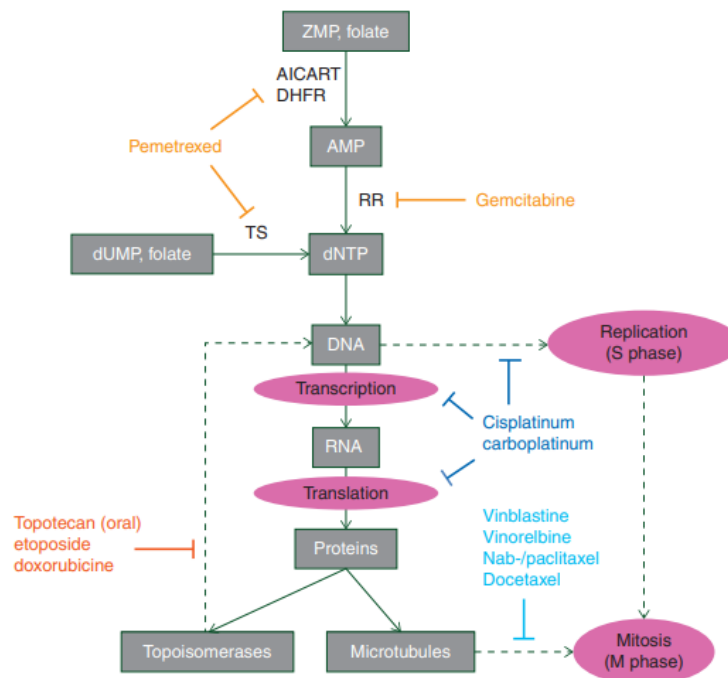 ZMP, folate
AICART
DHFR
Pemetrexed
AMP
RR
Gemcitabine
TS
dUMP, folate
dNTP
DNA
Replication
(S phase)
Transcription
Cisplatinum
carboplatinum
RNA
Translation
Topotecan (oral)
etoposide
doxorubicine
Vinblastine
Vinorelbine
Nab-/paclitaxel
Docetaxel
Proteins
Topoisomerases
Microtubules
Mitosis
(M phase)